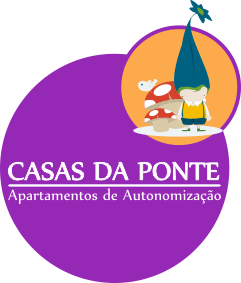 CASAS DA PONTE
Apartamentos de Autonomização